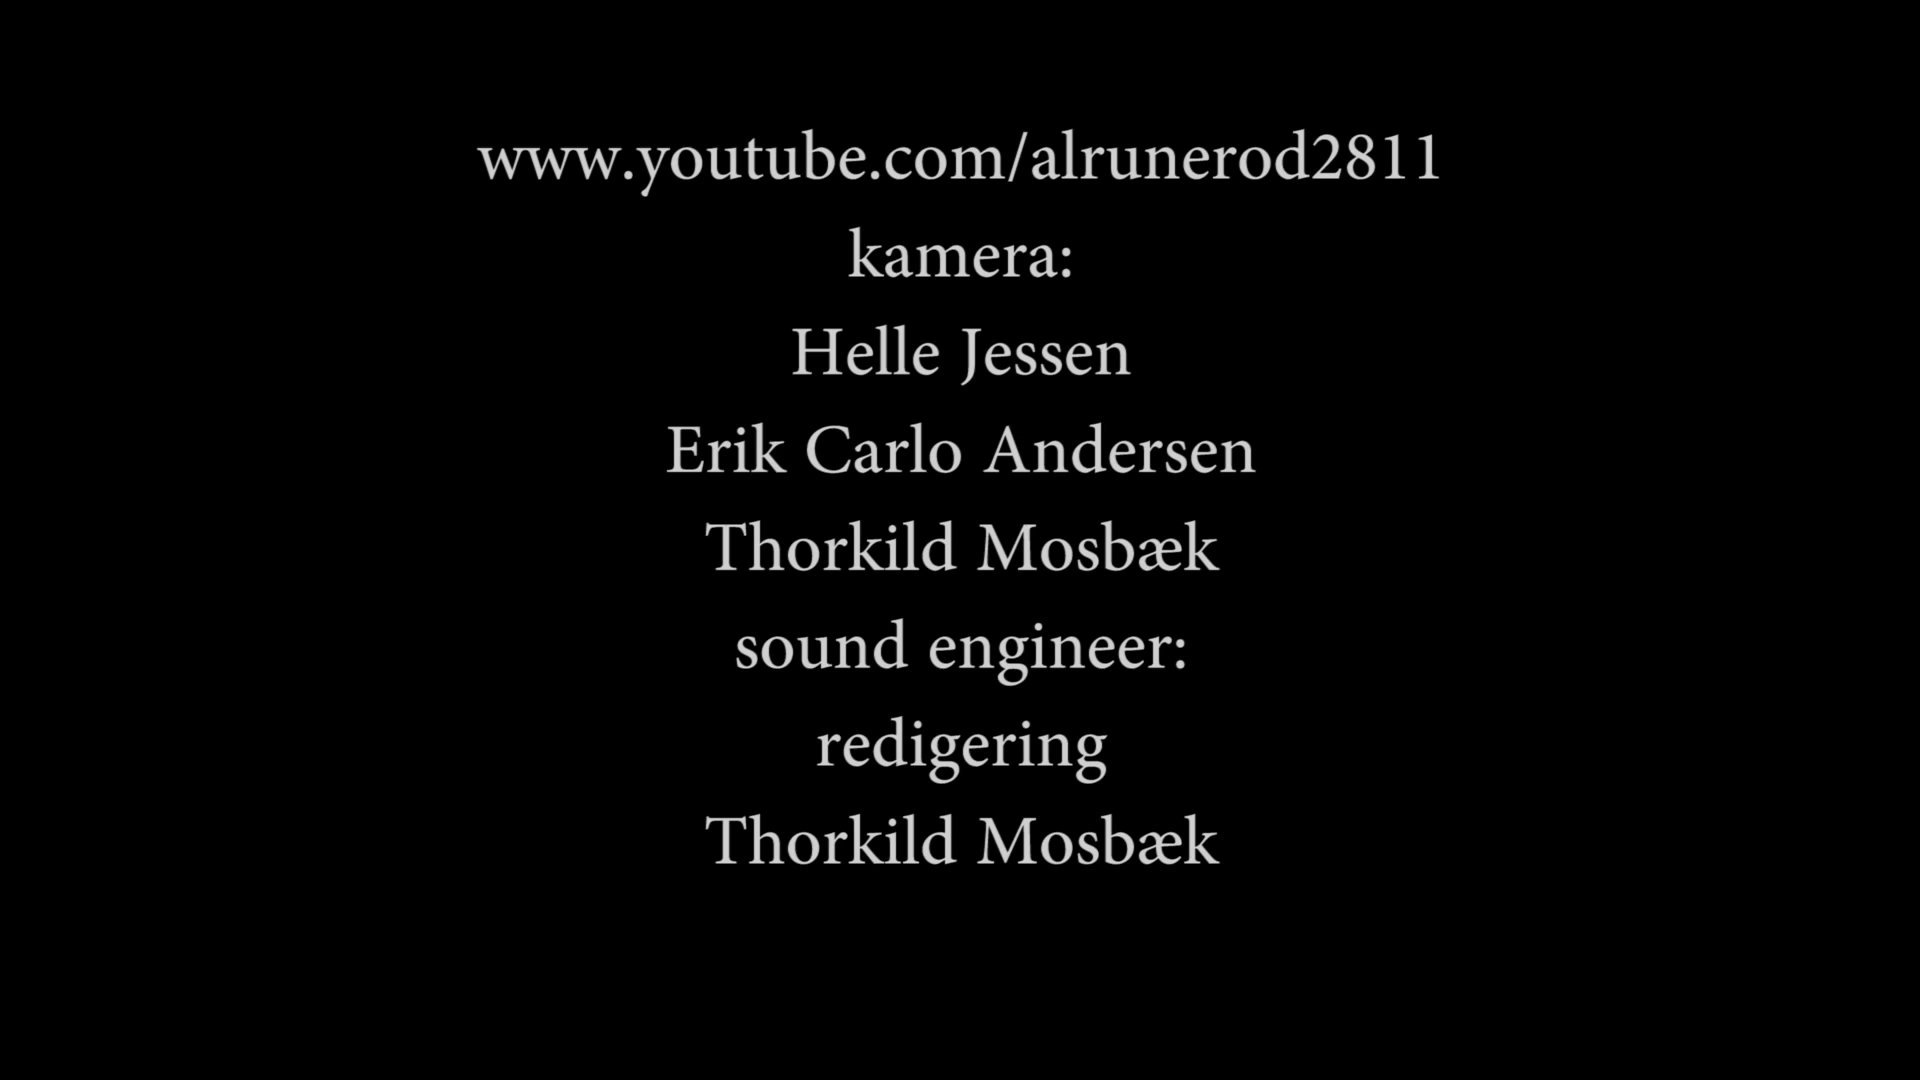 www.youtube.com/alrunerod2811
kamera:
Helle Jessen
Erik Carlo Andersen
Thorkild Mosbæk
sound engineer:
redigering
Thorkild Mosbæk